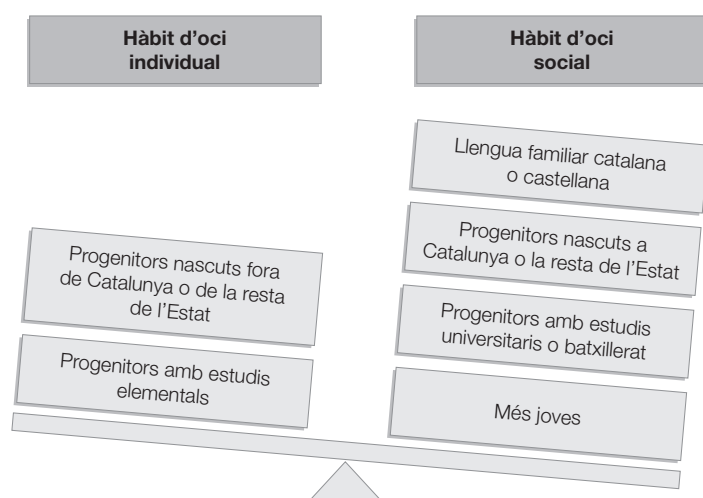 Hàbit d’oci
individual
Hàbit d’oci
social
Llengua familiar catalana
o castellana
Progenitors nascuts a
Catalunya o la resta de l’Estat
Progenitors nascuts fora
de Catalunya o de la resta
de l’Estat
Progenitors amb estudis
universitaris o batxillerat
Progenitors amb estudis
elementals
Més joves